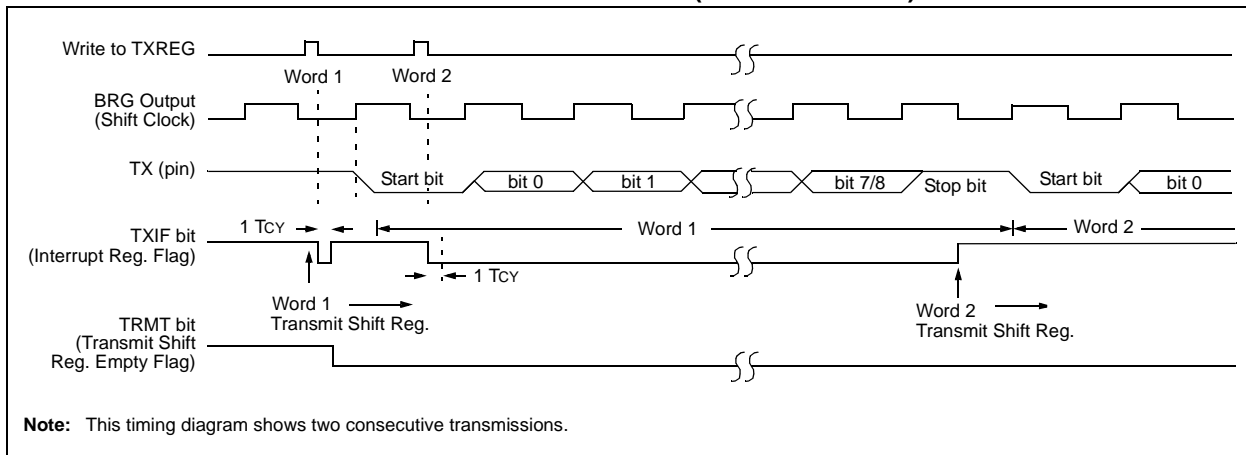 Write to TXREG
Word 1 Word 2
BRG Output
(Shift Clock)
TX (pin)
Start bit bit 0 bit 1 bit 7/8 Stop bit Start bit bit 0
1 TCY
Word 1 Word 2
TXIF bit
(Interrupt Reg. Flag)
1 TCY
Word 1
Transmit Shift Reg.
Word 2
Transmit Shift Reg.
TRMT bit
(Transmit Shift
Reg. Empty Flag)
Note: This timing diagram shows two consecutive transmissions.